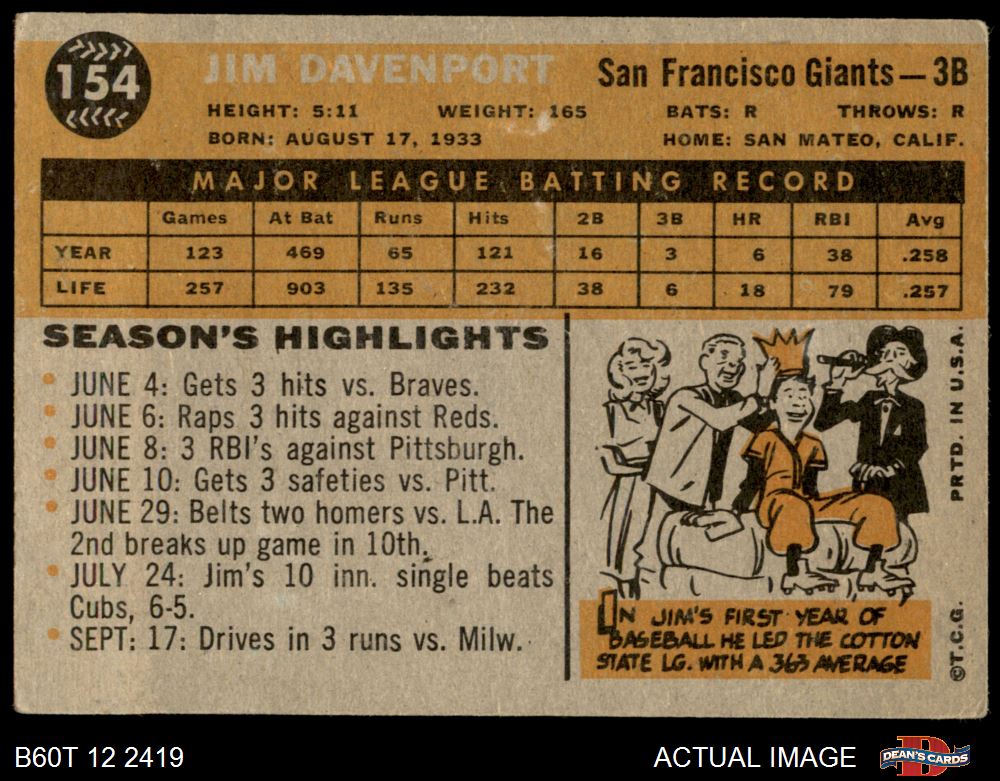 154
JIM DAVENPORT
San Francisco Giants — 3B
HEIGHT: 5:11 WEIGHT: 165 BATS: R THROWS: R
BORN: AUGUST 17, 1933 HOME: SAN MATEO, CALIF.
MAJOR LEAGUE BATTING RECORD
Games At Bat Runs Hits 2B 3B HR RBI Avg
YEAR 123 469 65 121 16 3 6 38 .258
LIFE 257 903 135 232 38 6 18 79 .257
SEASON'S HIGHLIGHTS
• JUNE 4: Gets 3 hits vs. Braves.
• JUNE 6: Raps 3 hits against Reds.
• JUNE 8: 3 RBI's against Pittsburgh.
• JUNE 10: Gets 3 safeties vs. Pitt.
• JUNE 29: Belts two homers vs. L.A. The
2nd breaks up game in 10th.
• JULY 24: Jim's 10 inn. single beats
Cubs, 6-5.
• SEPT: 17: Drives in 3 runs vs. Milw.
IN JIM'S FIRST YEAR OF
BASEBALL HE LED THE COTTON
STATE LG. WITH A 363 AVERAGE
©T.C.G. PRTD. IN U.S.A.
B60T 12 2419
ACTUAL IMAGE
DEAN'S CARDS